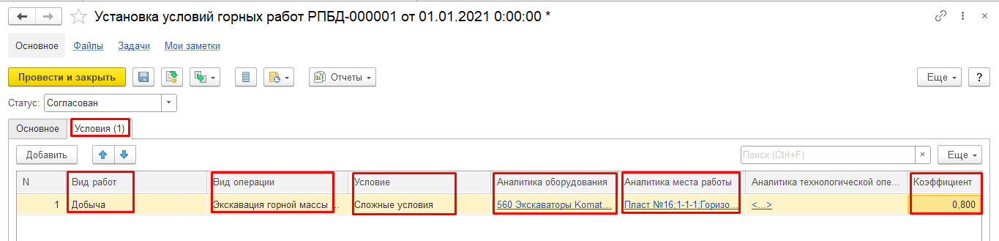 Установка условий горных работ РПБД-000001 от 01.01.2021 0:00:00 *
Основное Файлы Задачи Мои заметки
Провести и закрыть Отчеты Еще ?
Статус: Согласован
Основное Условия (1)
Добавить Поиск (Ctrl+F) × Еще
N Вид работ Вид операции Условие Аналитика оборудования Аналитика места работы Аналитика технологической опе... Коэффициент
1 Добыча Экскавация горной массы ... Сложные условия 560 Экскаваторы Komat... Пласт №16;1-1-1;Горизо... <...> 0,800